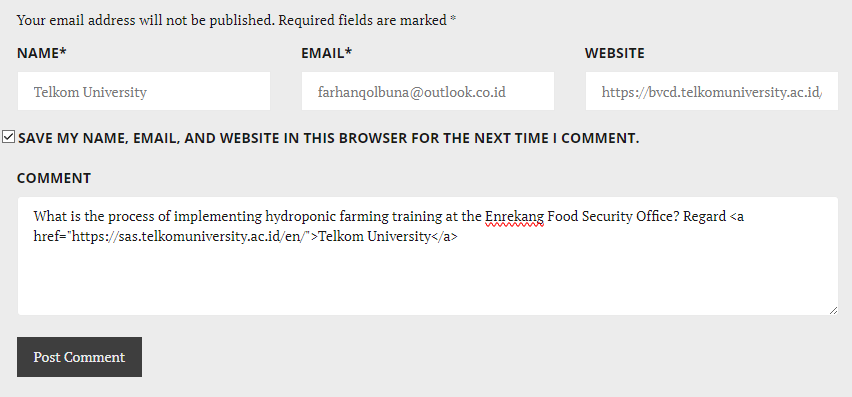 Your email address will not be published. Required fields are marked *
NAME* EMAIL* WEBSITE
Telkom University farhanqolbuna@outlook.co.id https://bvcd.telkomuniversity.ac.id/
SAVE MY NAME, EMAIL, AND WEBSITE IN THIS BROWSER FOR THE NEXT TIME I COMMENT.
COMMENT
What is the process of implementing hydroponic farming training at the Enrekang Food Security Office? Regard <a
href="https://sas.telkomuniversity.ac.id/en/">Telkom University</a>
Post Comment